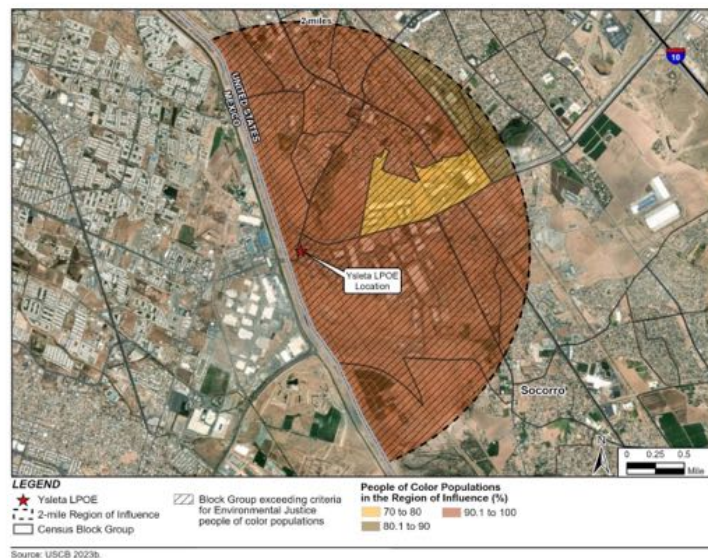 2 miles
10
UNITED STATES
MEXICO
Ysleta LPOE
Location
Socorro
N
0 0.25 0.5
Mile
LEGEND
Ysleta LPOE
2-mile Region of Influence
Census Block Group
Block Group exceeding criteria
for Environmental Justice
people of color populations
People of Color Populations
in the Region of Influence (%)
70 to 80
80.1 to 90
90.1 to 100
Source: USCB 2023b.